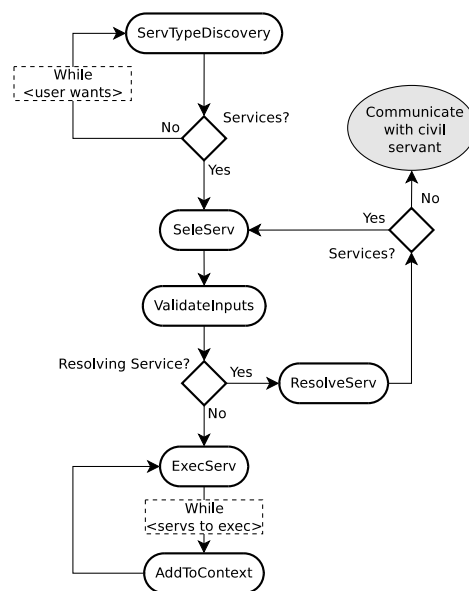 ServTypeDiscovery
While
<user wants>
No
Services?
Yes
Communicate
with civil
servant
No
Yes
Services?
SeleServ
ValidateInputs
Resolving Service?
Yes
ResolveServ
No
ExecServ
While
<servs to exec>
AddToContext